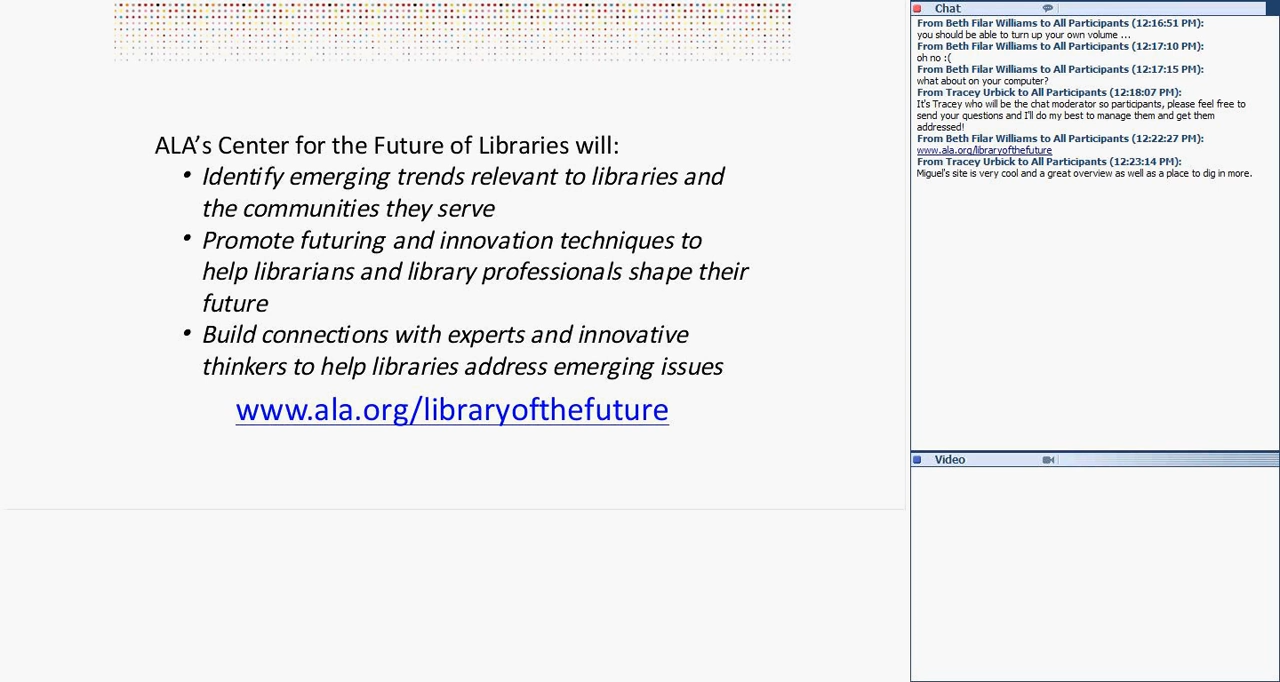 ALA's Center for the Future of Libraries will:
• Identify emerging trends relevant to libraries and
the communities they serve
• Promote futuring and innovation techniques to
help librarians and library professionals shape their
future
• Build connections with experts and innovative
thinkers to help libraries address emerging issues
www.ala.org/libraryofthefuture
Chat
From Beth Filar Williams to All Participants (12:16:51 PM):
you should be able to turn up your own volume ...
From Beth Filar Williams to All Participants (12:17:10 PM):
oh no :(
From Beth Filar Williams to All Participants (12:17:15 PM):
what about on your computer?
From Tracey Urbick to All Participants (12:18:07 PM):
It's Tracey who will be the chat moderator so participants, please feel free to
send your questions and I'll do my best to manage them and get them
addressed!
From Beth Filar Williams to All Participants (12:22:27 PM):
www.ala.org/libraryofthefuture
From Tracey Urbick to All Participants (12:23:14 PM):
Miguel's site is very cool and a great overview as well as a place to dig in more.
Video